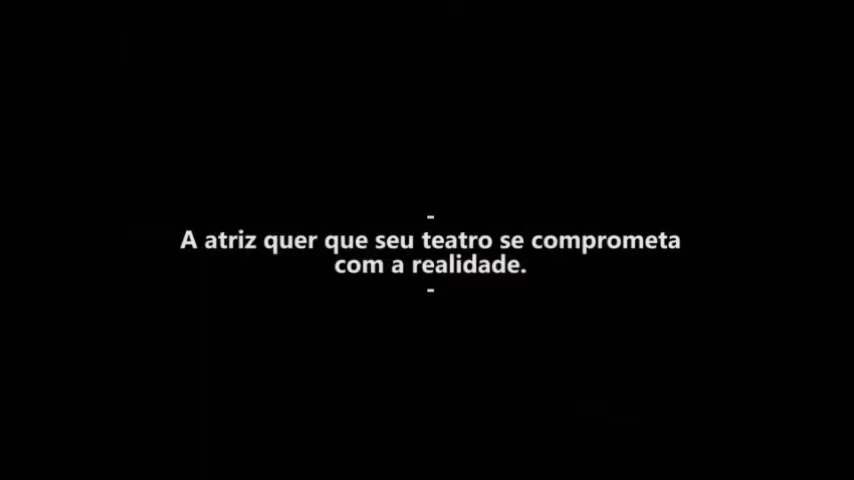 -
A atriz quer que seu teatro se comprometa
com a realidade.
-